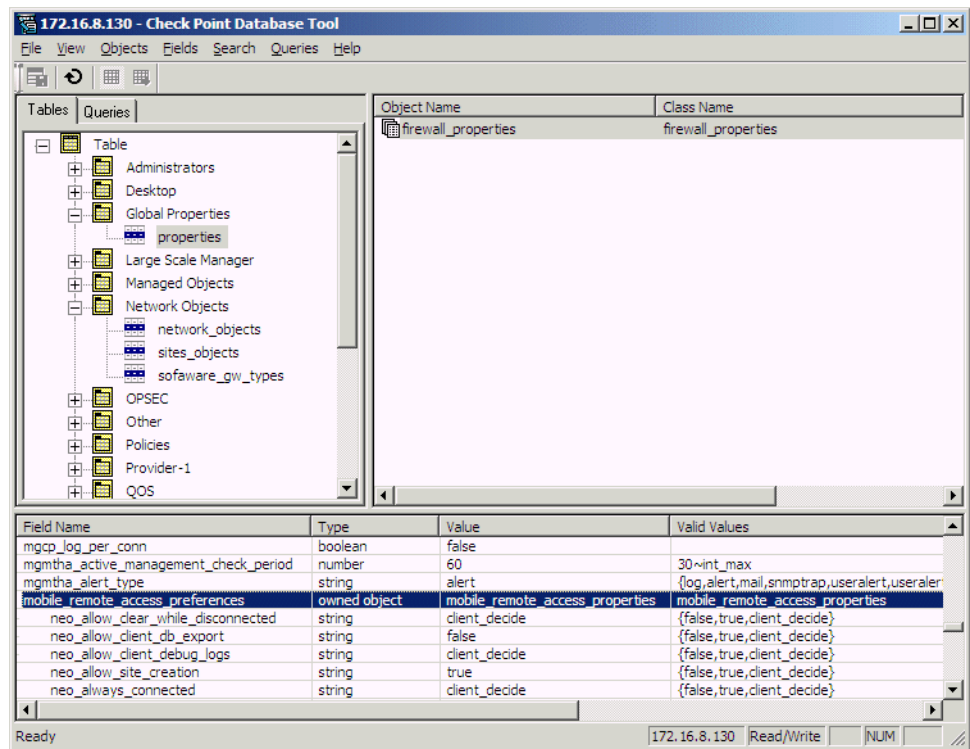 172.16.8.130 - Check Point Database Tool
File View Objects Fields Search Queries Help
Tables Queries
Table
Administrators
Desktop
Global Properties
properties
Large Scale Manager
Managed Objects
Network Objects
network_objects
sites_objects
sofaware_gw_types
OPSEC
Other
Policies
Provider-1
QOS
Object Name Class Name
firewall_properties firewall_properties
Field Name Type Value Valid Values
mgcp_log_per_conn boolean false
mgmtha_active_management_check_period number 60 30~int_max
mgmtha_alert_type string alert {log,alert,mail,snmptrap,useralert,useraler
mobile_remote_access_preferences owned object mobile_remote_access_properties mobile_remote_access_properties
neo_allow_clear_while_disconnected string client_decide {false,true,client_decide}
neo_allow_client_db_export string false {false,true,client_decide}
neo_allow_client_debug_logs string client_decide {false,true,client_decide}
neo_allow_site_creation string true {false,true,client_decide}
neo_always_connected string client_decide {false,true,client_decide}
Ready 172.16.8.130 Read/Write NUM